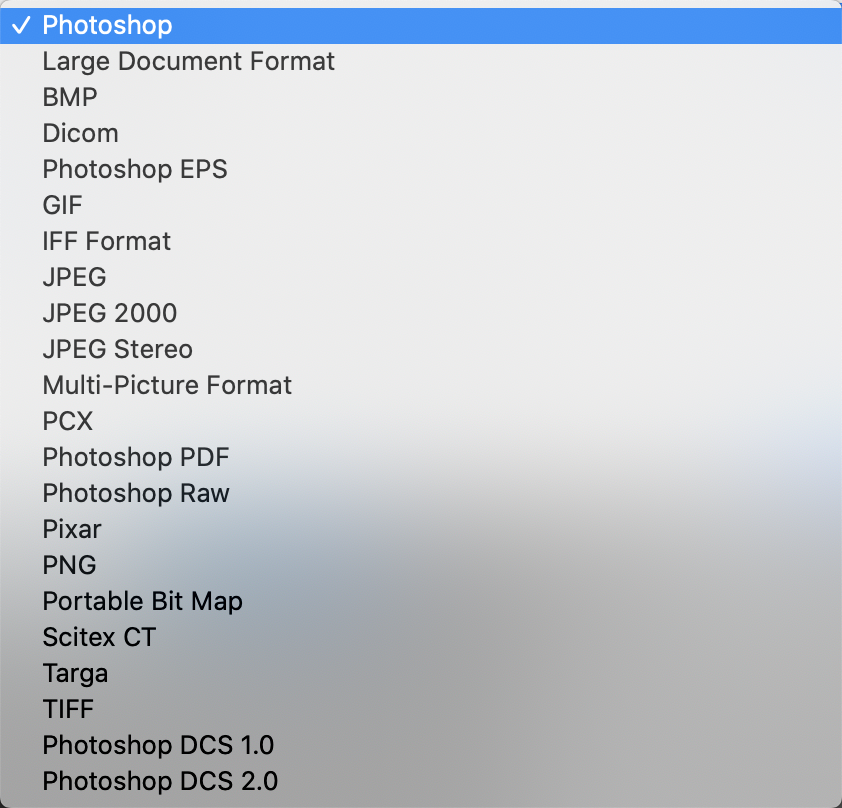 Photoshop
Large Document Format
BMP
Dicom
Photoshop EPS
GIF
IFF Format
JPEG
JPEG 2000
JPEG Stereo
Multi-Picture Format
PCX
Photoshop PDF
Photoshop Raw
Pixar
PNG
Portable Bit Map
Scitex CT
Targa
TIFF
Photoshop DCS 1.0
Photoshop DCS 2.0